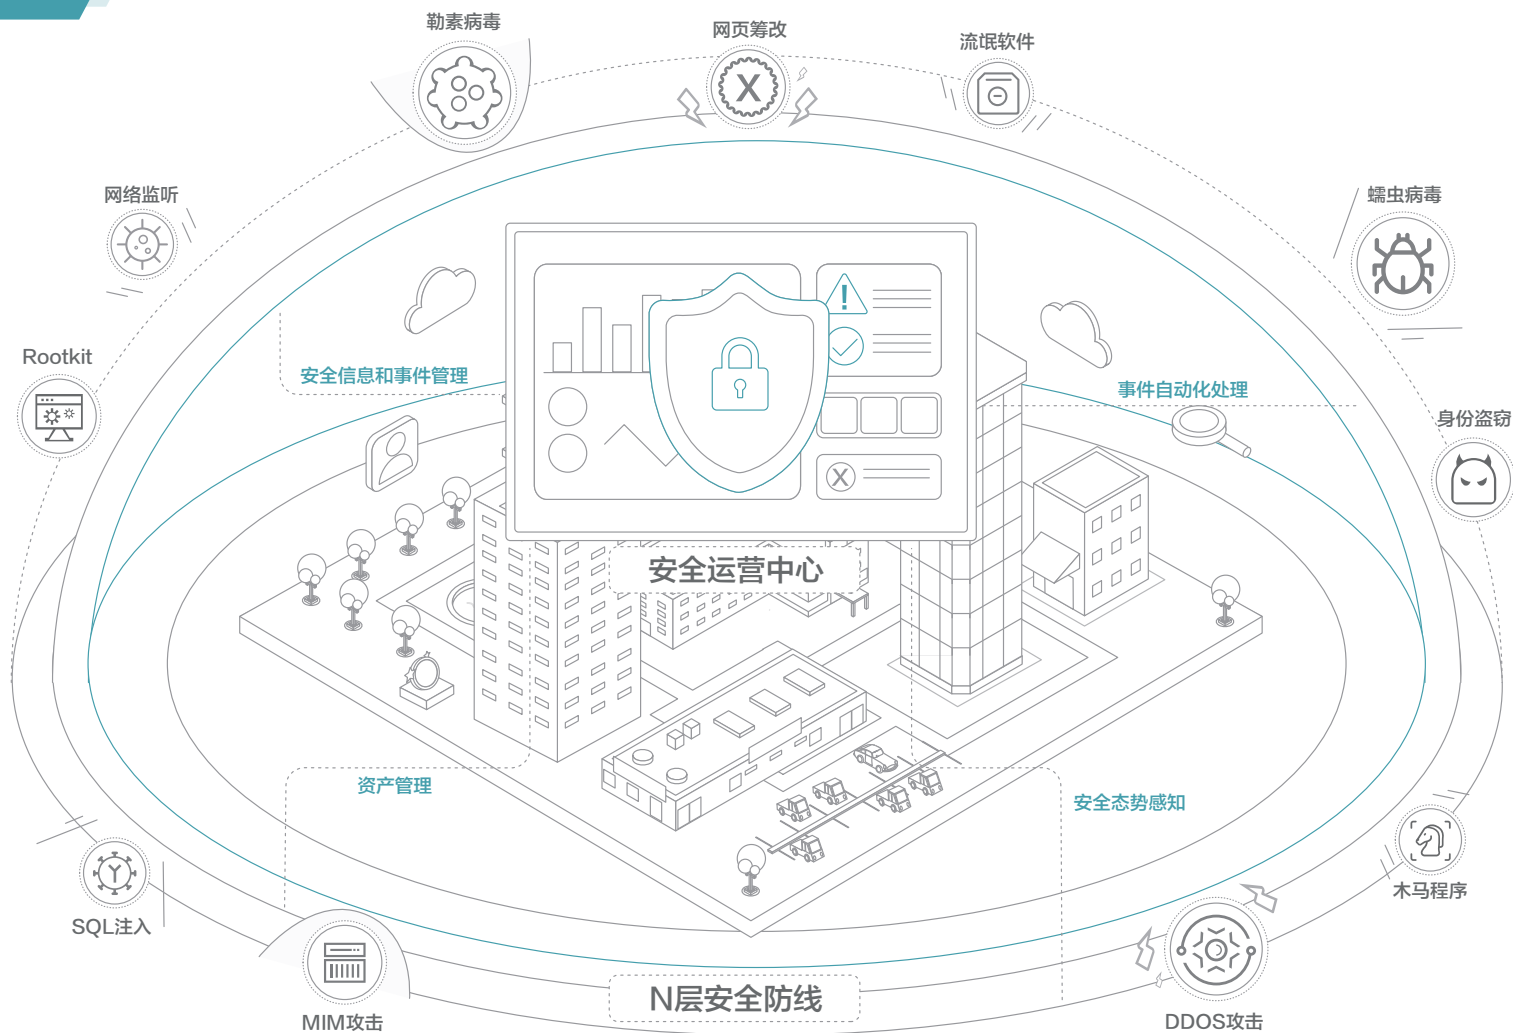 勒索病毒
网页篡改
流氓软件
网络监听
蠕虫病毒
Rootkit
安全信息和事件管理
事件自动化处理
身份盗窃
安全运营中心
资产管理
安全态势感知
SQL注入
木马程序
N层安全防线
MIM攻击
DDOS攻击